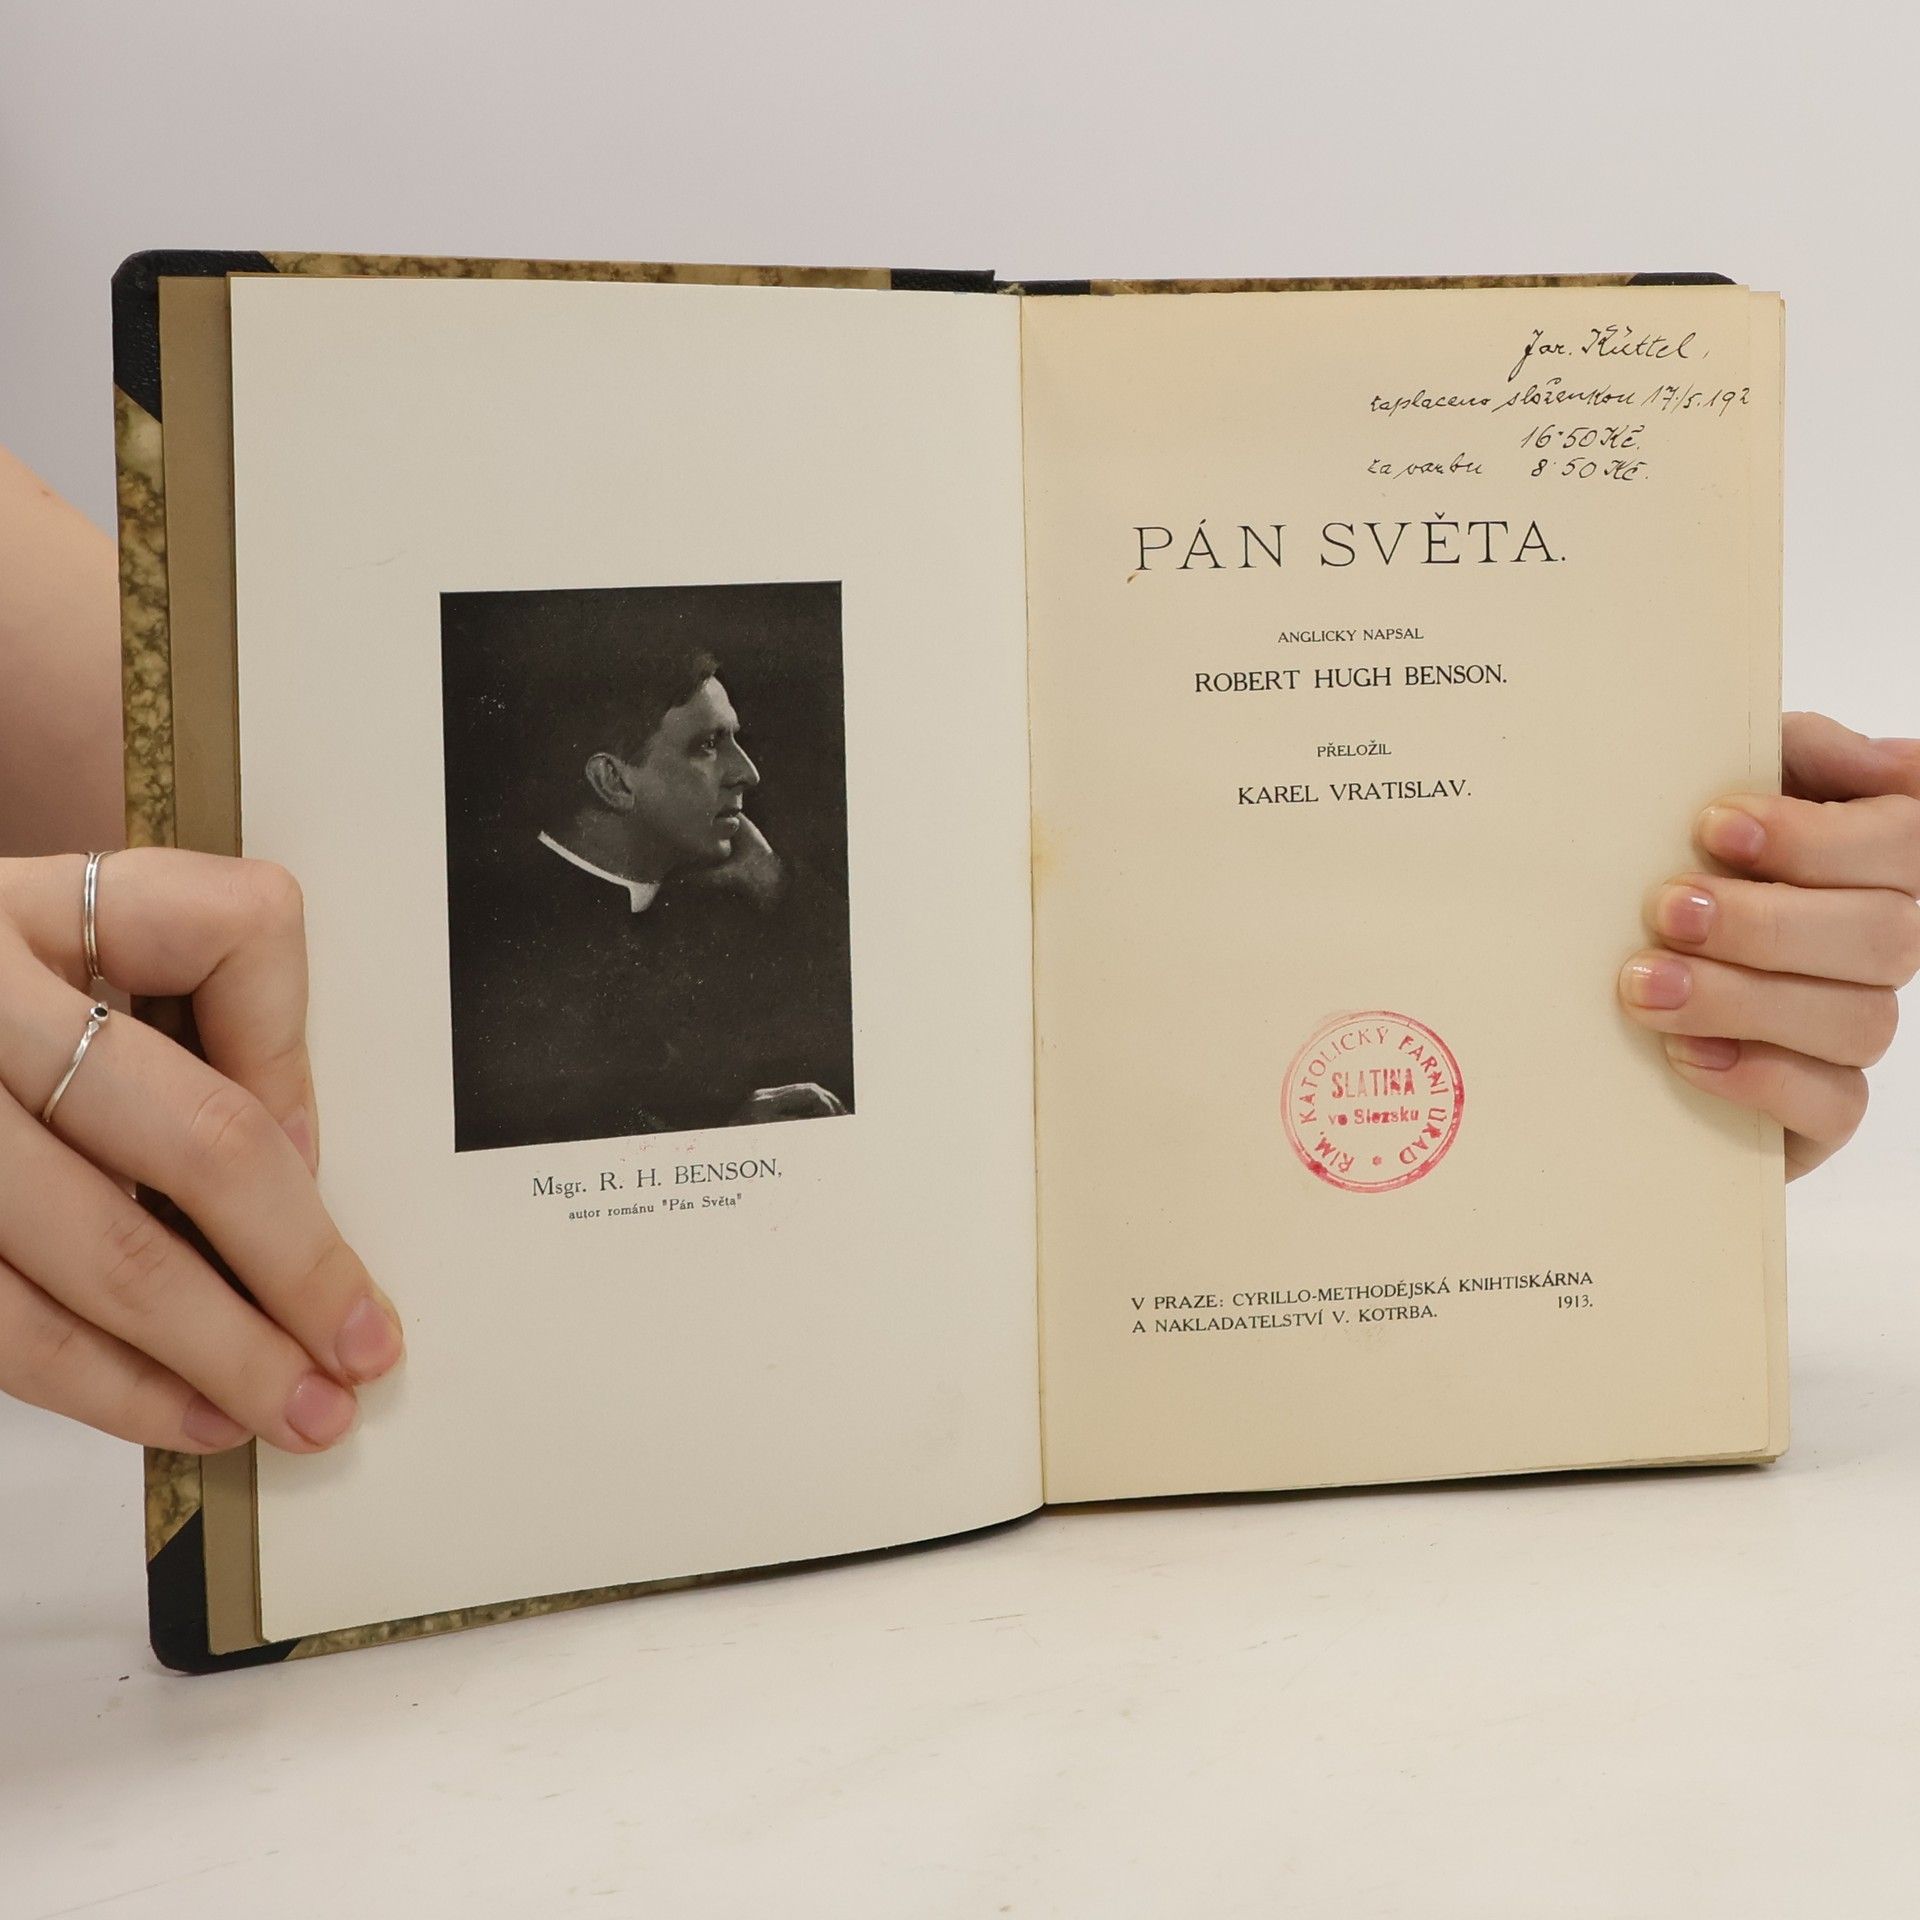 Msgr. R. H. BENSON,
autor románu "Pán Světa"
Jar. Küttel,
zaplaceno složenkou 17/5.192
16·50 Kč.
za vazbu 8·50 Kč.
PÁN SVĚTA.
ANGLICKY NAPSAL
ROBERT HUGH BENSON.
PŘELOŽIL
KAREL VRATISLAV.
ŘIM. KATOLICKÝ FARNÍ ÚŘAD *
SLATINA
ve Slezsku
V PRAZE: CYRILLO-METHODĚJSKÁ KNIHTISKÁRNA
A NAKLADATELSTVÍ V. KOTRBA. 1913.